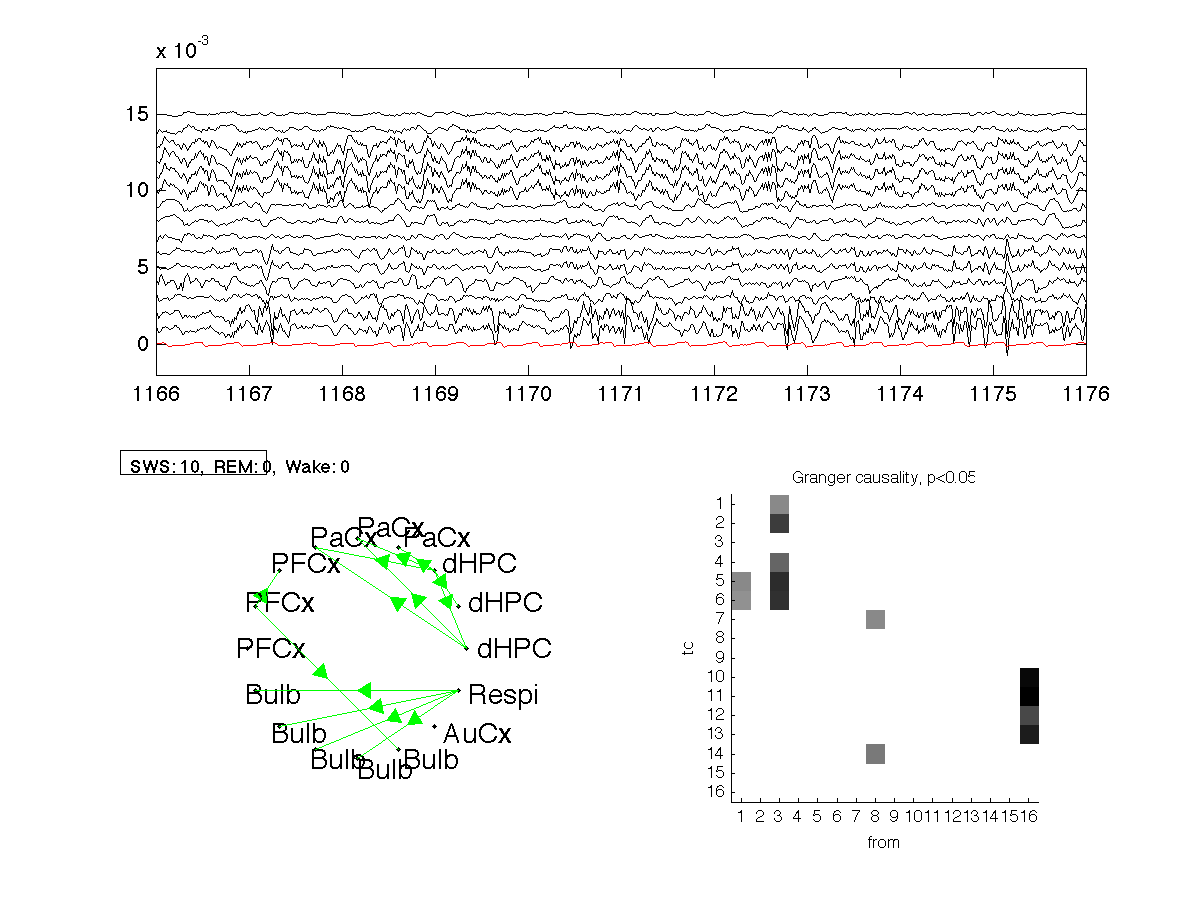 x 10-3
15
10
5
0
1166 1167 1168 1169 1170 1171 1172 1173 1174 1175 1176
SWS:10, REM:0, Wake:0
Granger causality, p<0.05
PaCx
PaCx
PaCx
PFCx
dHPC
PFCx
dHPC
PFCx
dHPC
Bulb
Respi
Bulb
AuCx
Bulb
Bulb
Bulb
to
1
2
3
4
5
6
7
8
9
10
11
12
13
14
15
16
1 2 3 4 5 6 7 8 9 10 11 12 13 14 15 16
from